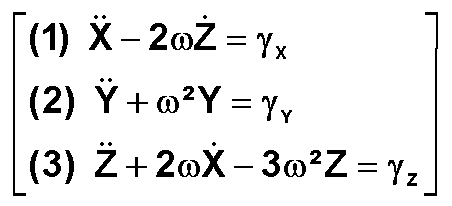 (1) Ẍ − 2ωŻ = γX
(2) Ÿ + ω²Y = γY
(3) Z̈ + 2ωẊ − 3ω²Z = γZ